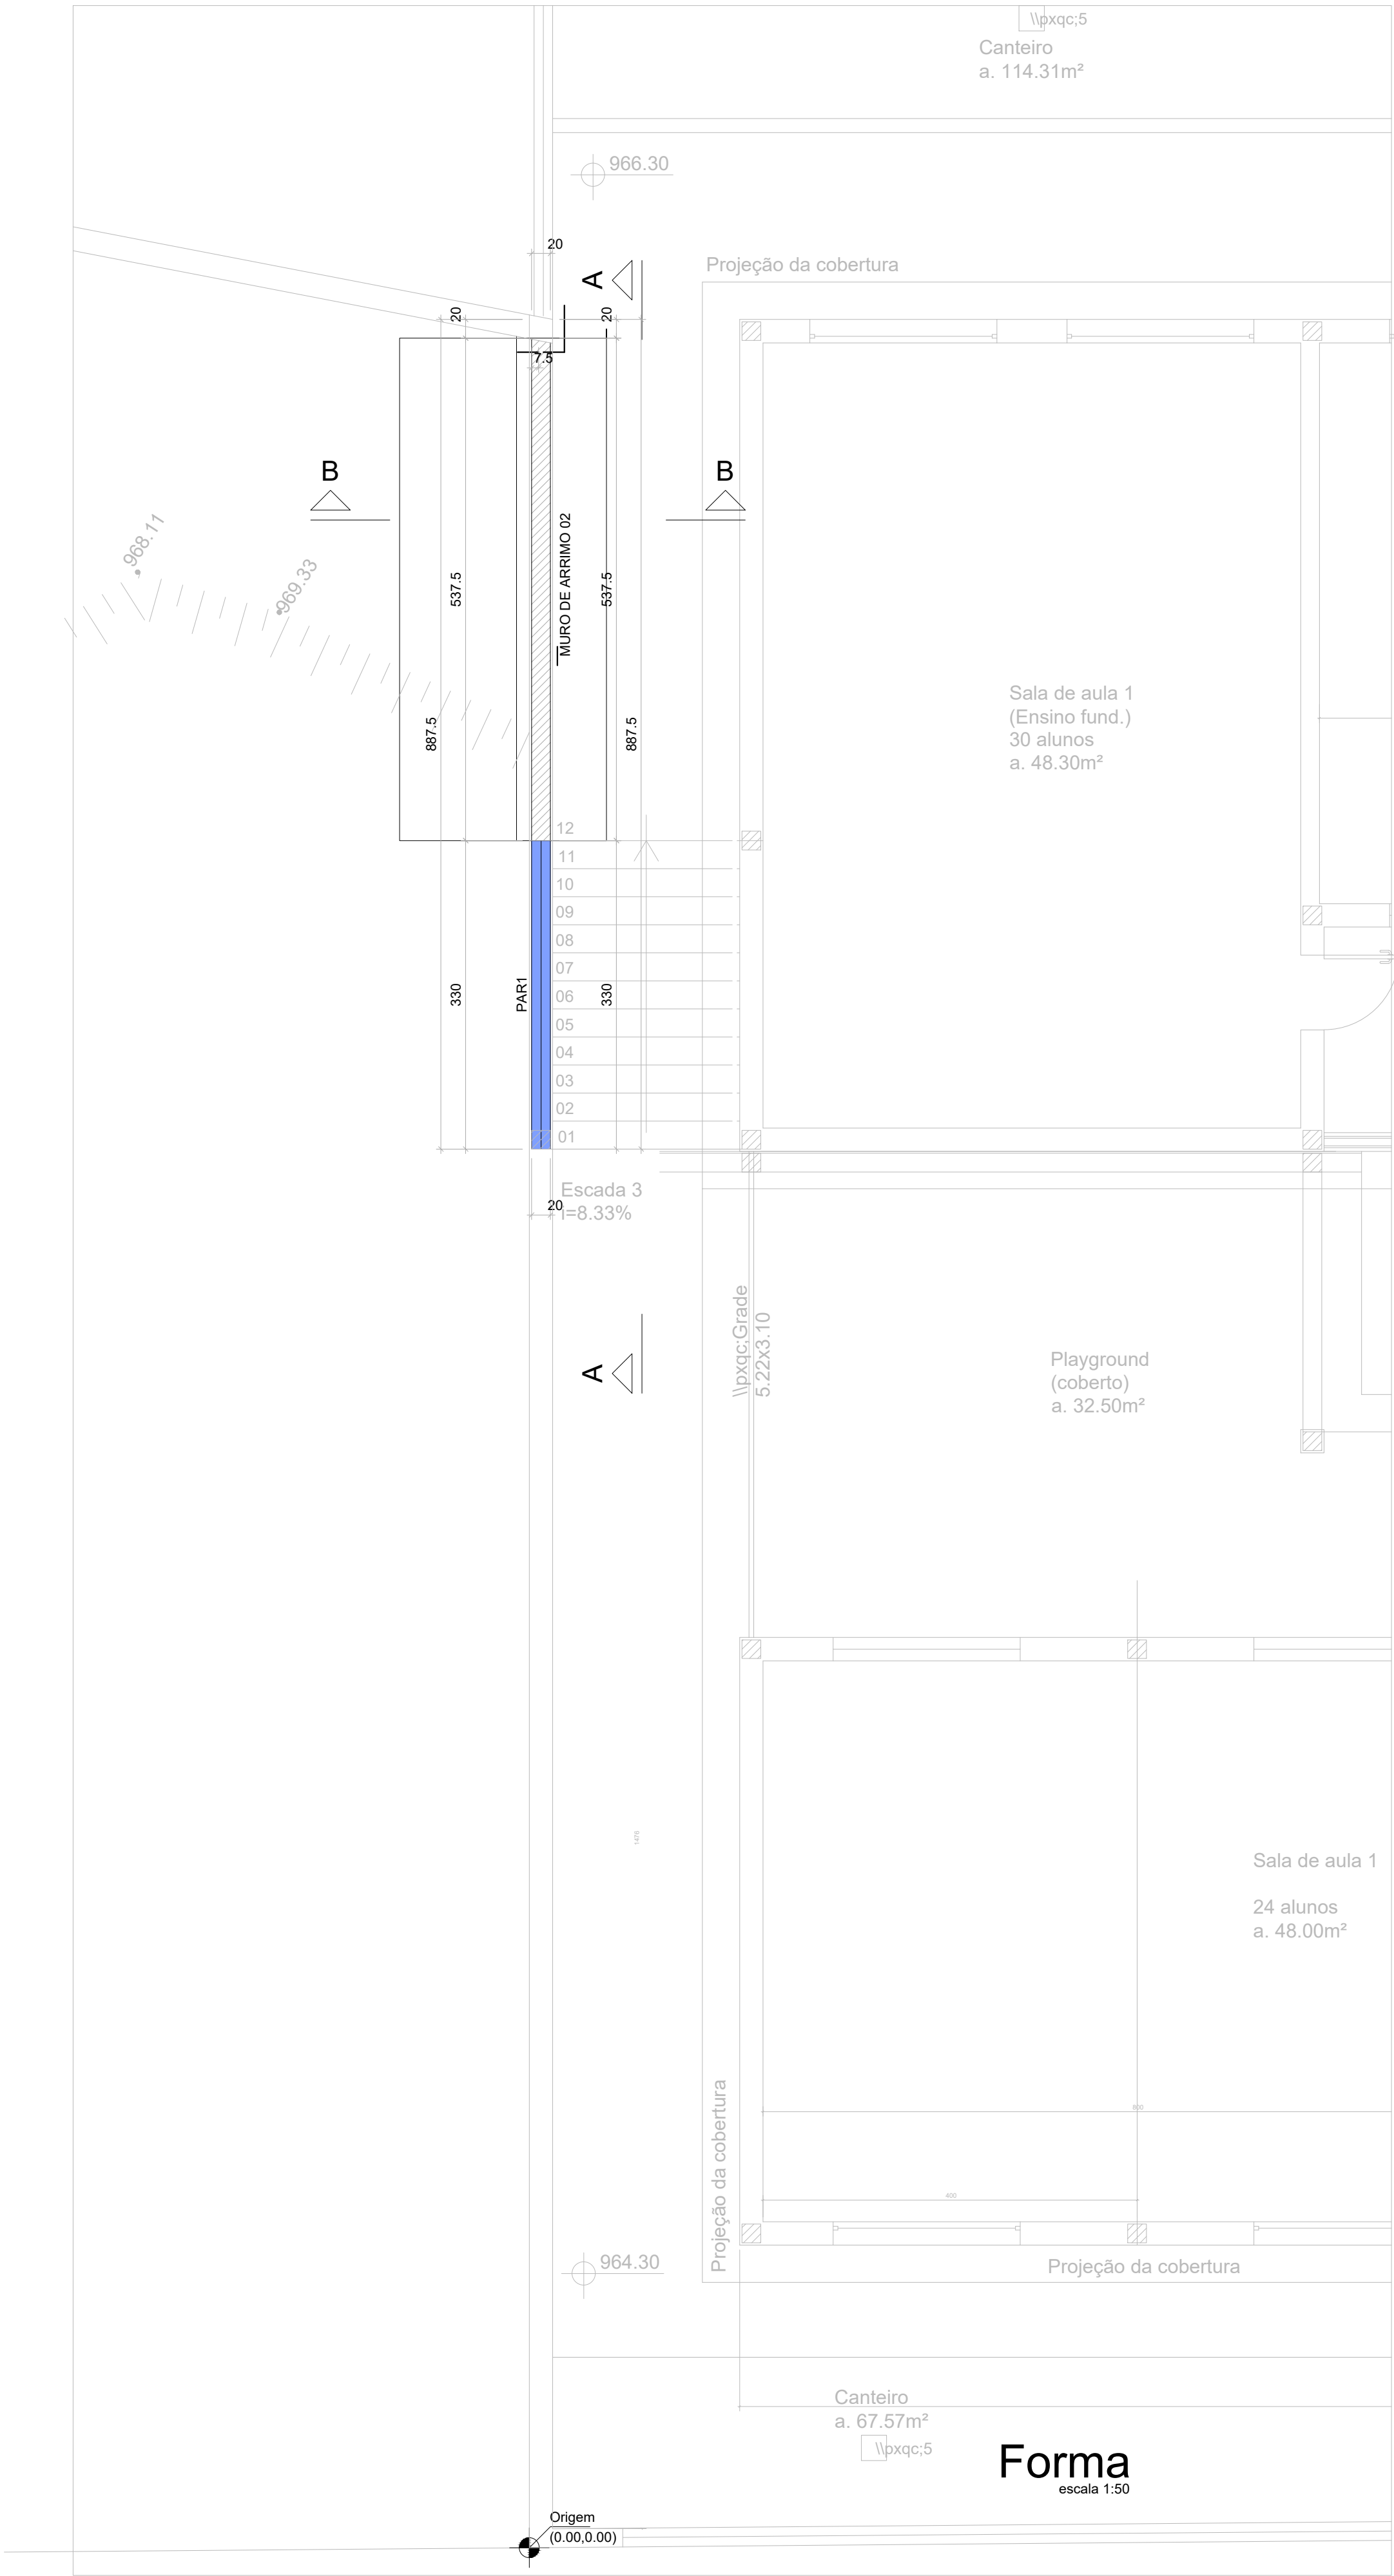 \\pxqc;5
Canteiro
a. 114.31m²
966.30
20
A
Projeção da cobertura
20
20
7.5
B
B
968.11
969.33
537.5
MURO DE ARRIMO 02
537.5
Sala de aula 1
(Ensino fund.)
30 alunos
a. 48.30m²
887.5
887.5
12
11
10
09
08
07
06
05
04
03
02
01
330
PAR1
330
Escada 3
20
i=8.33%
\\pxqc;Grade
5.22x3.10
A
Playground
(coberto)
a. 32.50m²
1476
Sala de aula 1
24 alunos
a. 48.00m²
800
Projeção da cobertura
400
964.30
Projeção da cobertura
Canteiro
a. 67.57m²
\\pxqc;5
Forma
escala 1:50
Origem
(0.00,0.00)